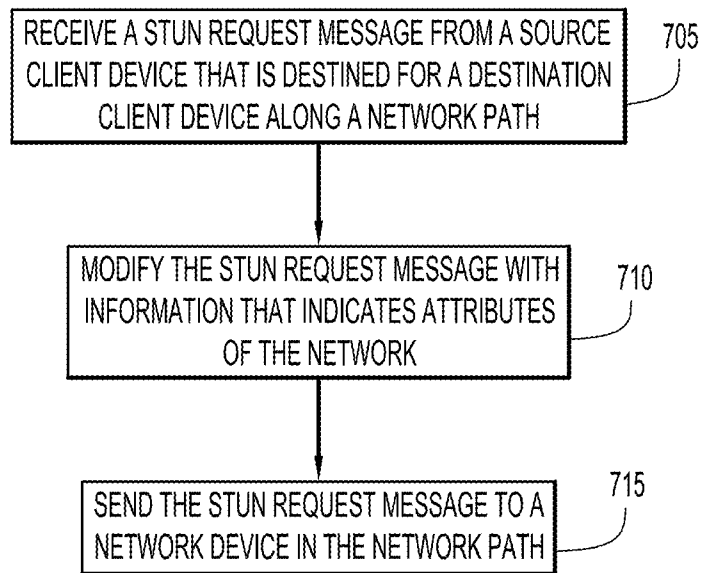 RECEIVE A STUN REQUEST MESSAGE FROM A SOURCE
CLIENT DEVICE THAT IS DESTINED FOR A DESTINATION
CLIENT DEVICE ALONG A NETWORK PATH
705
MODIFY THE STUN REQUEST MESSAGE WITH
INFORMATION THAT INDICATES ATTRIBUTES
OF THE NETWORK
710
SEND THE STUN REQUEST MESSAGE TO A
NETWORK DEVICE IN THE NETWORK PATH
715